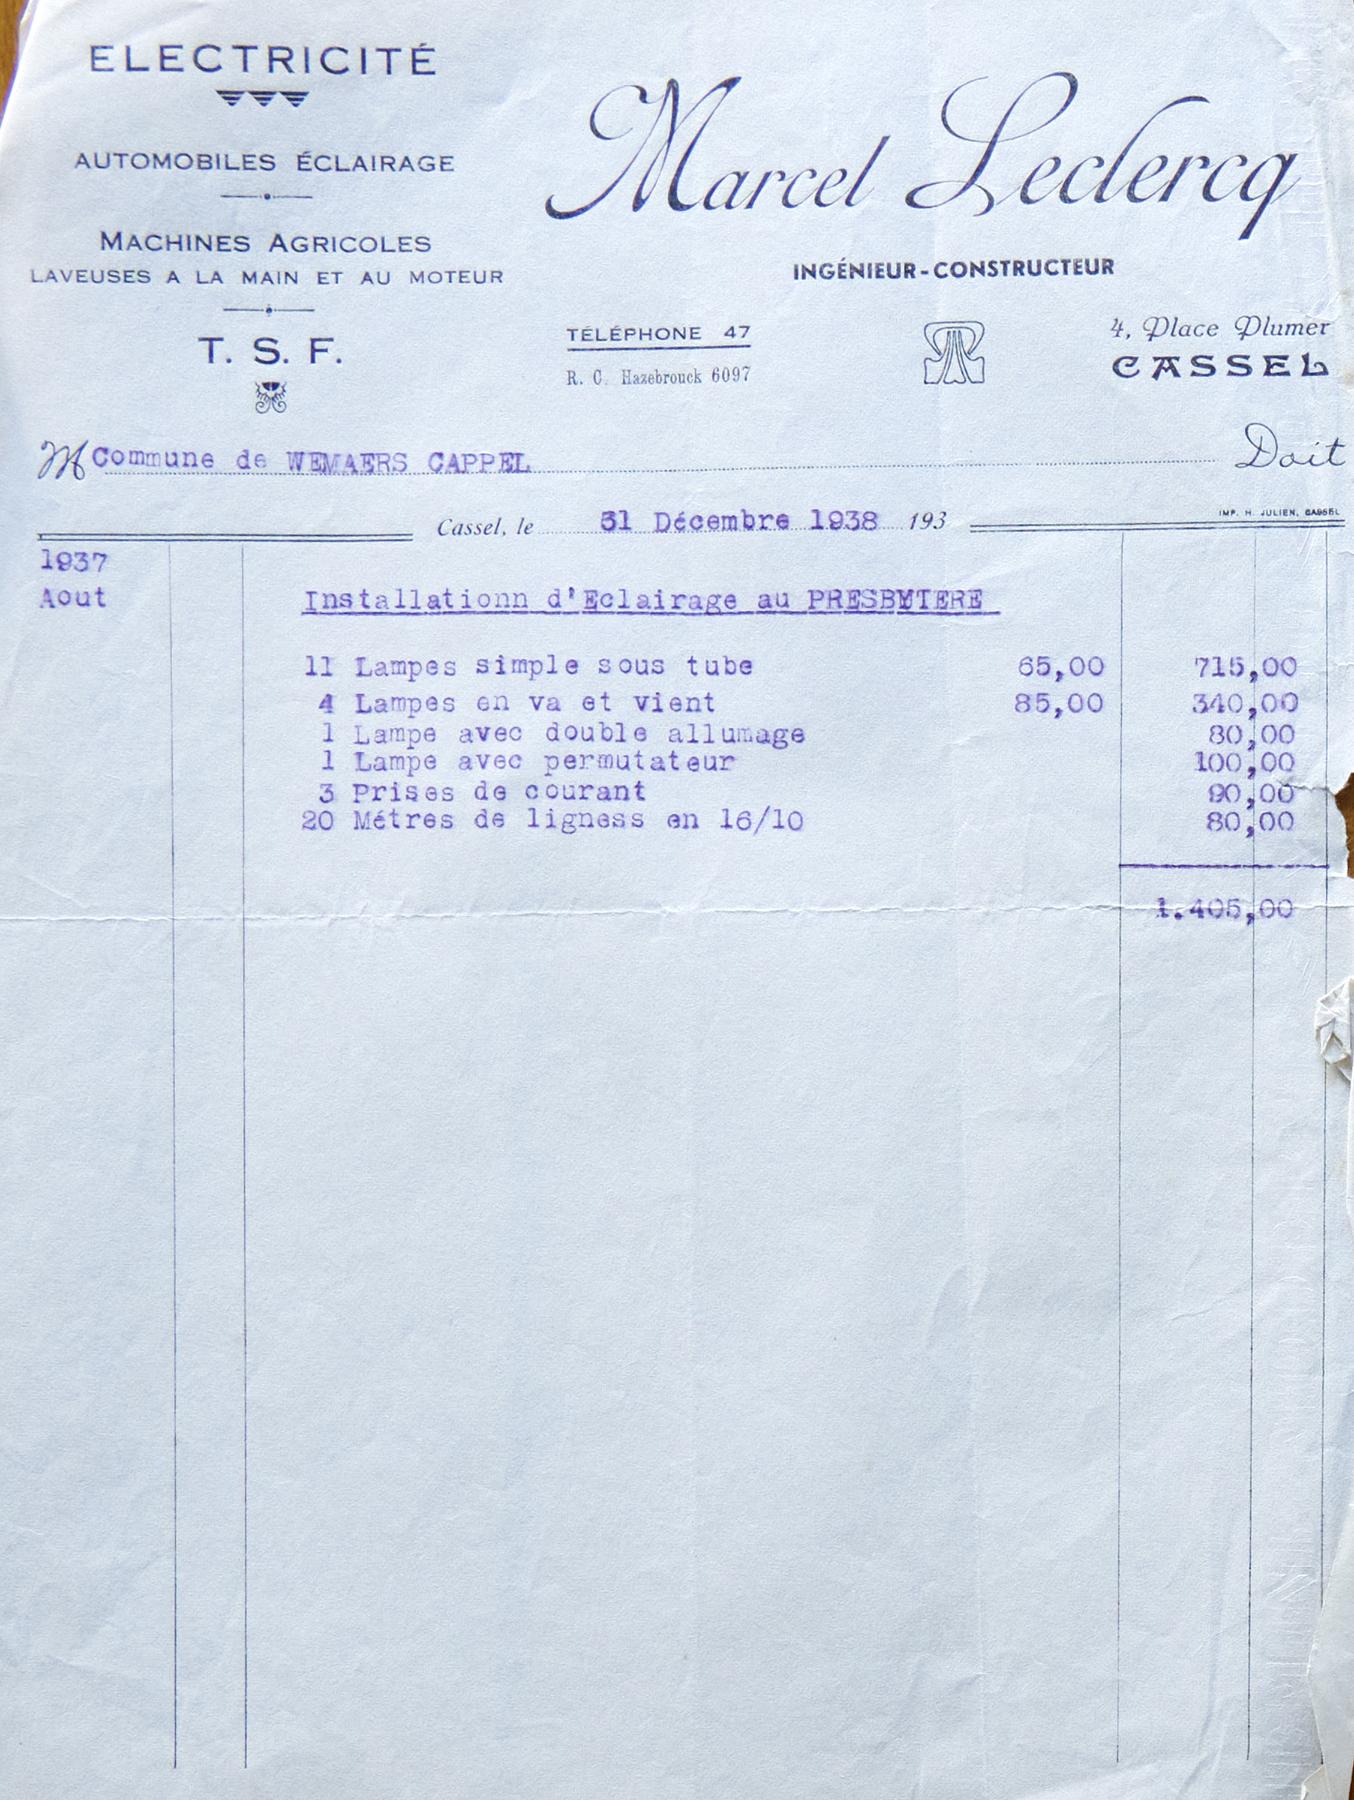 ELECTRICITÉ
AUTOMOBILES ÉCLAIRAGE
MACHINES AGRICOLES
LAVEUSES A LA MAIN ET AU MOTEUR
T. S. F.
Marcel Leclercq
INGÉNIEUR-CONSTRUCTEUR
TÉLÉPHONE 47
R. C. Hazebrouck 6097
4, Place Plumer
CASSEL
M Commune de WEMAERS CAPPEL Doit
Cassel, le 31 Décembre 1938 193
IMP. H. JULIEN, CASSEL
1937
Aout Installationn d'Eclairage au PRESBYTERE
11 Lampes simple sous tube 65,00 715,00
4 Lampes en va et vient 85,00 340,00
1 Lampe avec double allumage 80,00
1 Lampe avec permutateur 100,00
3 Prises de courant 90,00
20 Métres de ligness en 16/10 80,00
1.405,00